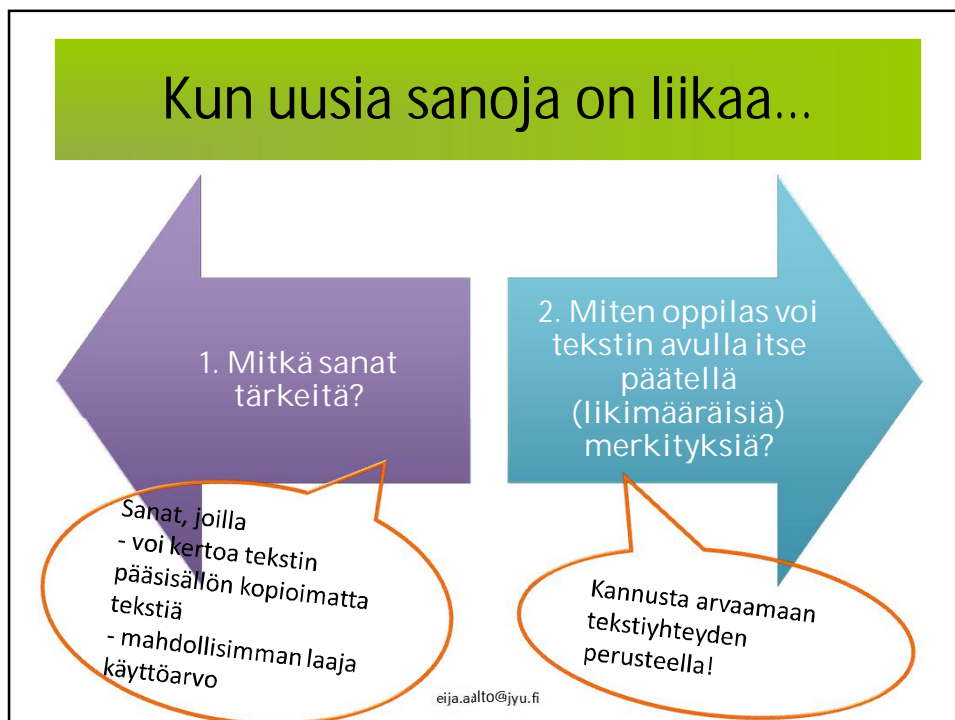 Kun uusia sanoja on liikaa...
1. Mitkä sanat
tärkeitä?
2. Miten oppilas voi
tekstin avulla itse
päätellä
(likimääräisiä)
merkityksiä?
Sanat, joilla
- voi kertoa tekstin
pääsisällön kopioimatta
tekstiä
- mahdollisimman laaja
käyttöarvo
Kannusta arvaamaan
tekstiyhteyden
perusteella!
eija.aalto@jyu.fi